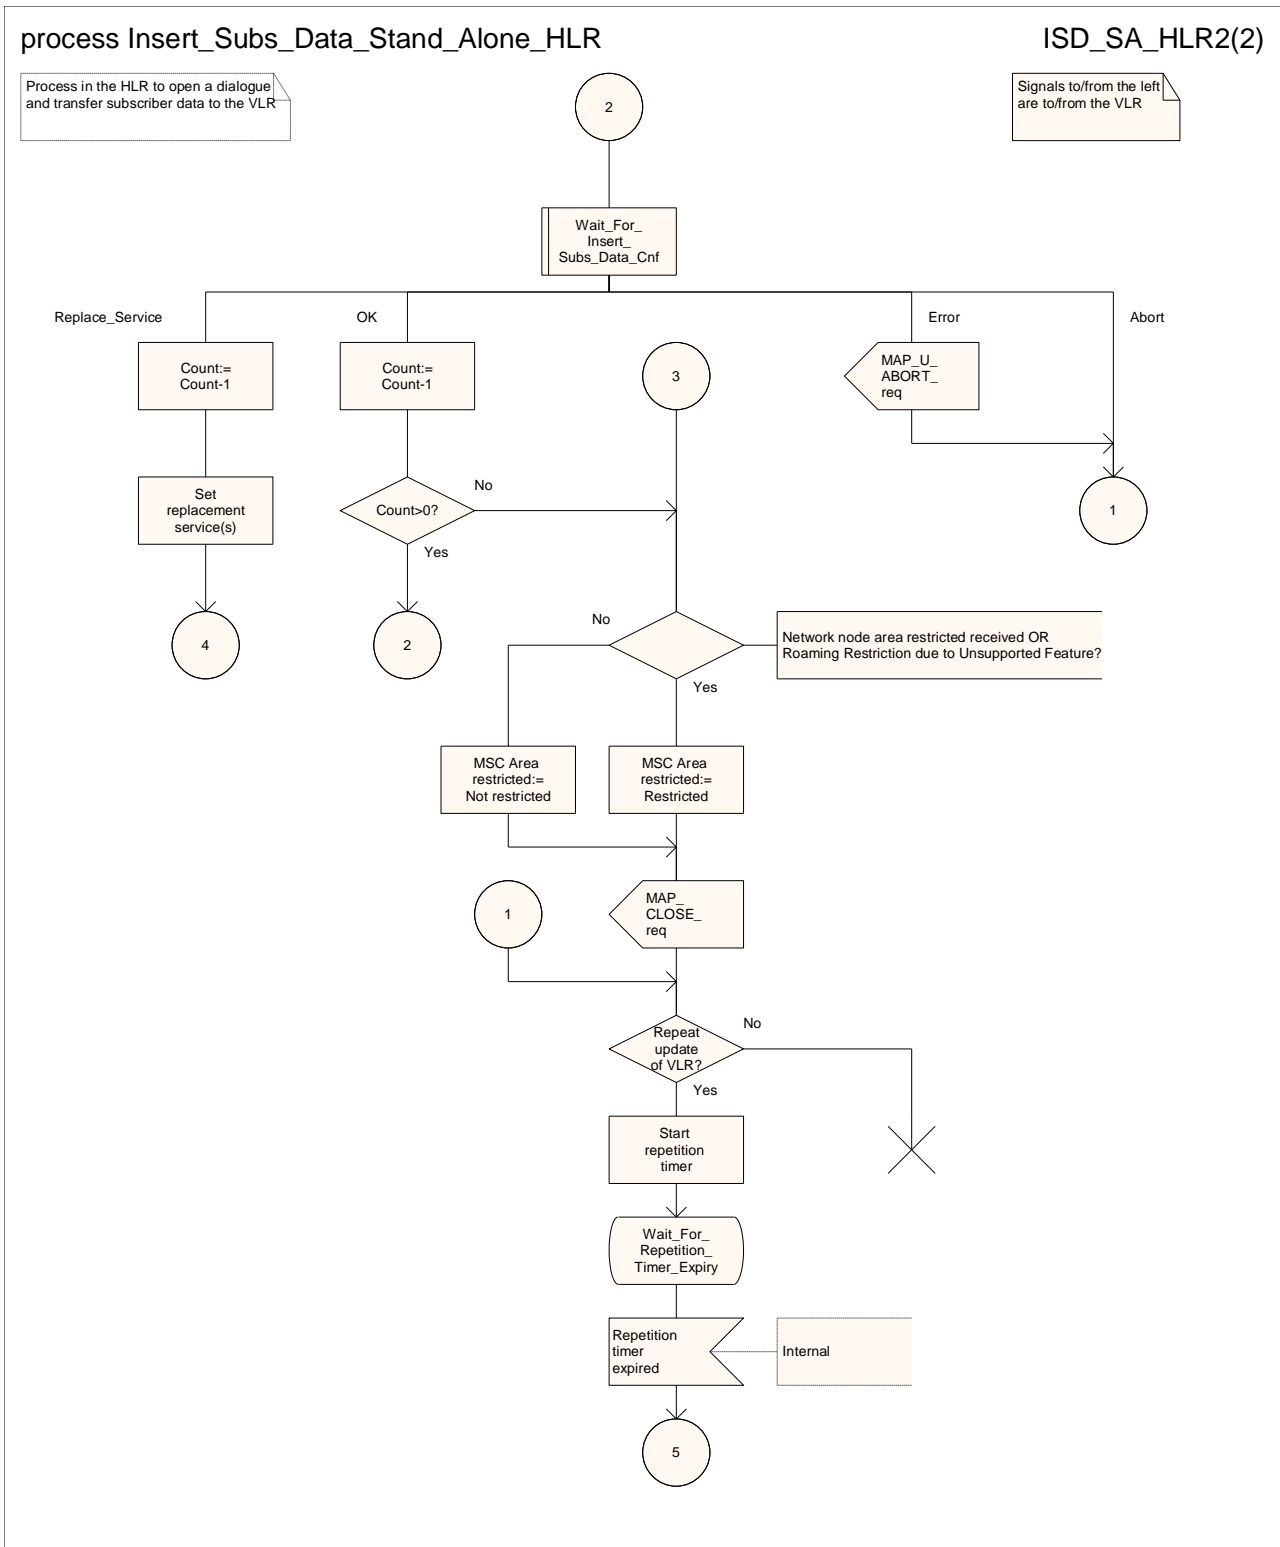 process Insert_Subs_Data_Stand_Alone_HLR
ISD_SA_HLR2(2)
Process in the HLR to open a dialogue
and transfer subscriber data to the VLR
Signals to/from the left
are to/from the VLR
2
Wait_For_
Insert_
Subs_Data_Cnf
Replace_Service
OK
Error
Abort
Count:=
Count-1
Count:=
Count-1
3
MAP_U_
ABORT_
req
Set
replacement
service(s)
Count>0?
No
Yes
1
4
2
No
Yes
Network node area restricted received OR
Roaming Restriction due to Unsupported Feature?
MSC Area
restricted:=
Not restricted
MSC Area
restricted:=
Restricted
1
MAP_
CLOSE_
req
Repeat
update
of VLR?
No
Yes
Start
repetition
timer
Wait_For_
Repetition_
Timer_Expiry
Repetition
timer
expired
Internal
5